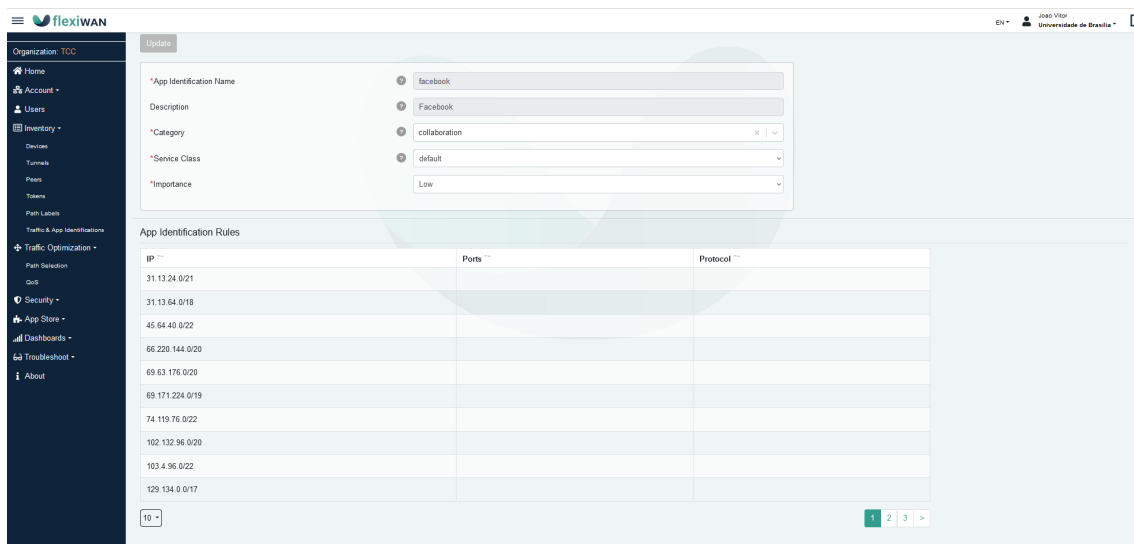 flexiWAN
EN
Joao Vitor
Universidade de Brasília
Organization: TCC
Home
Account
Users
Inventory
Devices
Tunnels
Peers
Tokens
Path Labels
Traffic & App Identifications
Traffic Optimization
Path Selection
QoS
Security
App Store
Dashboards
Troubleshoot
About
Update
*App Identification Name ? facebook
Description ? Facebook
*Category ? collaboration
*Service Class ? default
*Importance Low
App Identification Rules
IP Ports Protocol
31.13.24.0/21
31.13.64.0/18
45.64.40.0/22
66.220.144.0/20
69.63.176.0/20
69.171.224.0/19
74.119.76.0/22
102.132.96.0/20
103.4.96.0/22
129.134.0.0/17
10
1 2 3 >